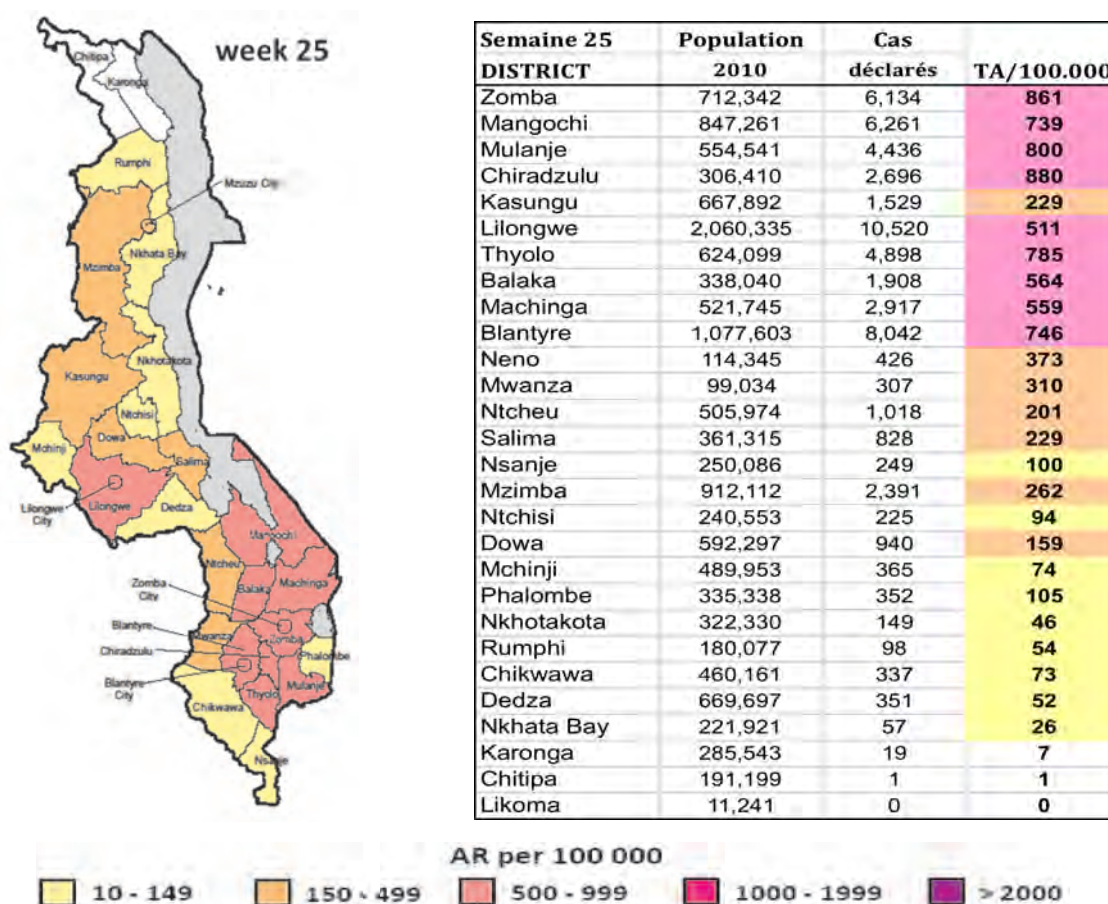 week 25
Chitipa
Karonga
Rumphi
Mzuzu City
Nkhata Bay
Mzimba
Nkhotakota
Kasungu
Ntchisi
Dowa
Mchinji
Salima
Lilongwe City
Lilongwe
Dedza
Mangochi
Ntcheu
Zomba City
Balaka
Machinga
Blantyre
Mwanza
Zomba
Chiradzulu
Phalombe
Blantyre City
Thyolo
Mulanje
Chikwawa
Nsanje
Semaine 25 Population Cas
DISTRICT 2010 déclarés TA/100.000
Zomba 712,342 6,134 861
Mangochi 847,261 6,261 739
Mulanje 554,541 4,436 800
Chiradzulu 306,410 2,696 880
Kasungu 667,892 1,529 229
Lilongwe 2,060,335 10,520 511
Thyolo 624,099 4,898 785
Balaka 338,040 1,908 564
Machinga 521,745 2,917 559
Blantyre 1,077,603 8,042 746
Neno 114,345 426 373
Mwanza 99,034 307 310
Ntcheu 505,974 1,018 201
Salima 361,315 828 229
Nsanje 250,086 249 100
Mzimba 912,112 2,391 262
Ntchisi 240,553 225 94
Dowa 592,297 940 159
Mchinji 489,953 365 74
Phalombe 335,338 352 105
Nkhotakota 322,330 149 46
Rumphi 180,077 98 54
Chikwawa 460,161 337 73
Dedza 669,697 351 52
Nkhata Bay 221,921 57 26
Karonga 285,543 19 7
Chitipa 191,199 1 1
Likoma 11,241 0 0
AR per 100 000
10 - 149 150 - 499 500 - 999 1000 - 1999 > 2000